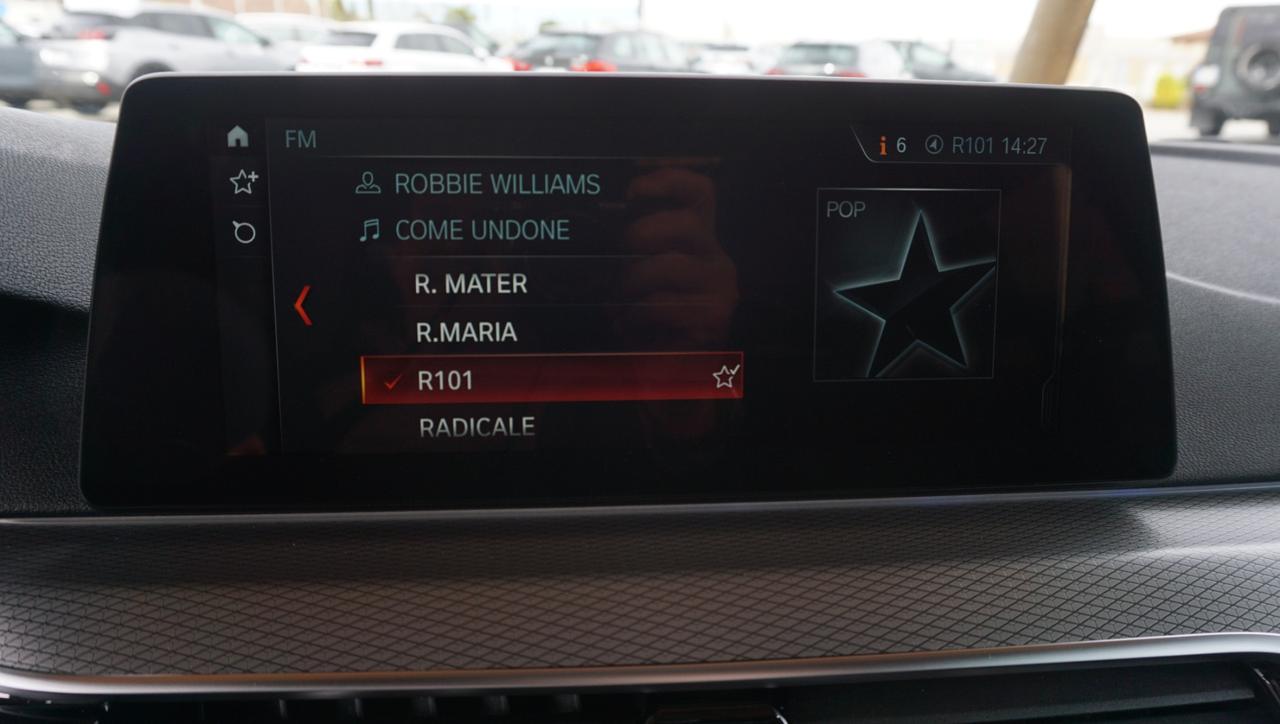 FM
i 6 R101 14:27
ROBBIE WILLIAMS
COME UNDONE
R. MATER
R.MARIA
R101
RADICALE
POP